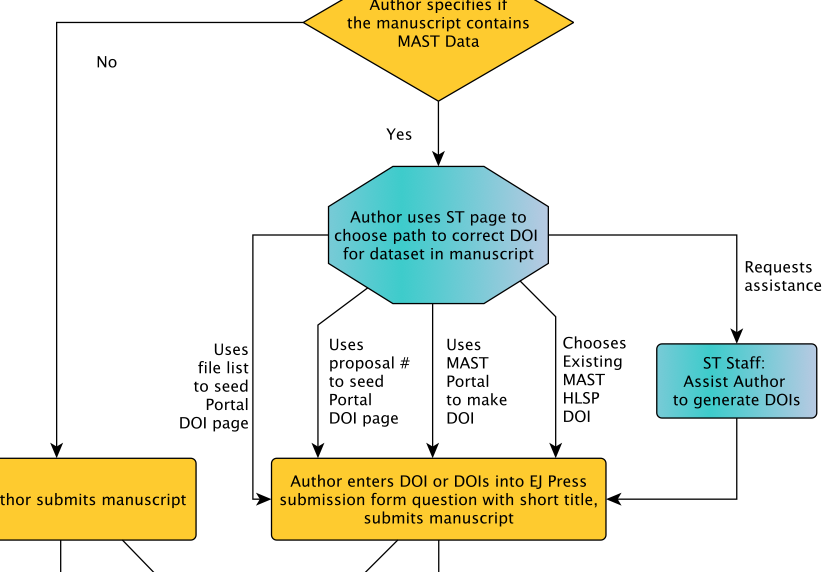 Author specifies if
the manuscript contains
MAST Data
No
Yes
Author uses ST page to
choose path to correct DOI
for dataset in manuscript
Requests
assistance
Uses
file list
to seed
Portal
DOI page
Uses
proposal #
to seed
Portal
DOI page
Uses
MAST
Portal
to make
DOI
Chooses
Existing
MAST
HLSP
DOI
ST Staff:
Assist Author
to generate DOIs
thor submits manuscript
Author enters DOI or DOIs into EJ Press
submission form question with short title,
submits manuscript